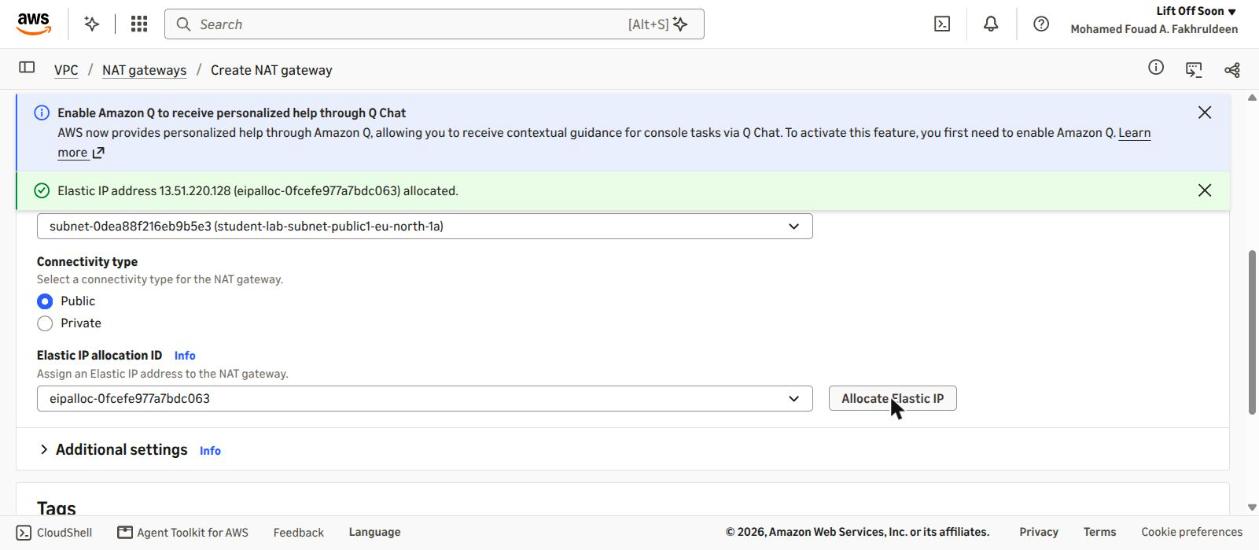 aws
Search
[Alt+S]
Lift Off Soon
Mohamed Fouad A. Fakhruldeen
VPC / NAT gateways / Create NAT gateway
Enable Amazon Q to receive personalized help through Q Chat
AWS now provides personalized help through Amazon Q, allowing you to receive contextual guidance for console tasks via Q Chat. To activate this feature, you first need to enable Amazon Q. Learn
more
Elastic IP address 13.51.220.128 (eipalloc-0fcefe977a7bdc063) allocated.
subnet-0dea88f216eb9b5e3 (student-lab-subnet-public1-eu-north-1a)
Connectivity type
Select a connectivity type for the NAT gateway.
Public
Private
Elastic IP allocation ID Info
Assign an Elastic IP address to the NAT gateway.
eipalloc-0fcefe977a7bdc063
Allocate Elastic IP
Additional settings Info
Tags
CloudShell Agent Toolkit for AWS Feedback Language © 2026, Amazon Web Services, Inc. or its affiliates. Privacy Terms Cookie preferences